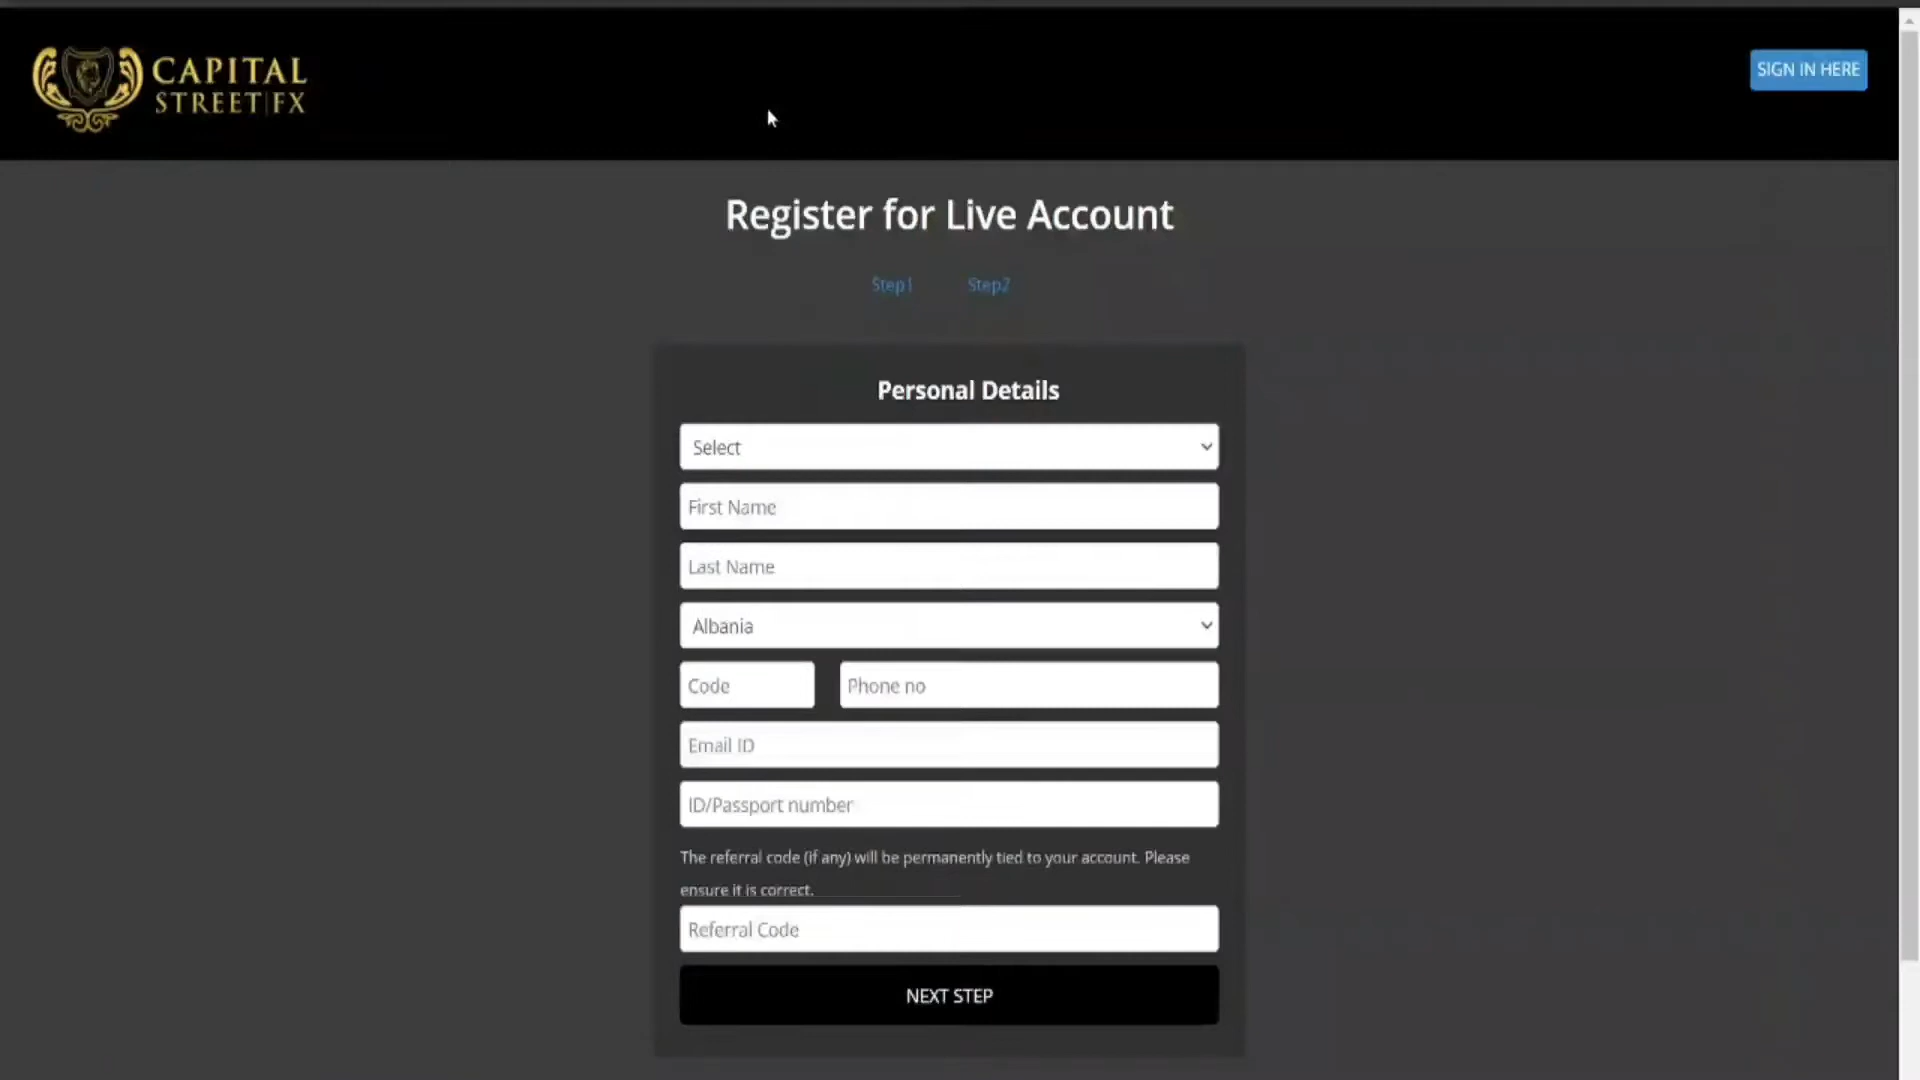 CAPITAL
STREET|FX
SIGN IN HERE
Register for Live Account
Step1 Step2
Personal Details
Select
First Name
Last Name
Albania
Code Phone no
Email ID
ID/Passport number
The referral code (if any) will be permanently tied to your account. Please
ensure it is correct.
Referral Code
NEXT STEP